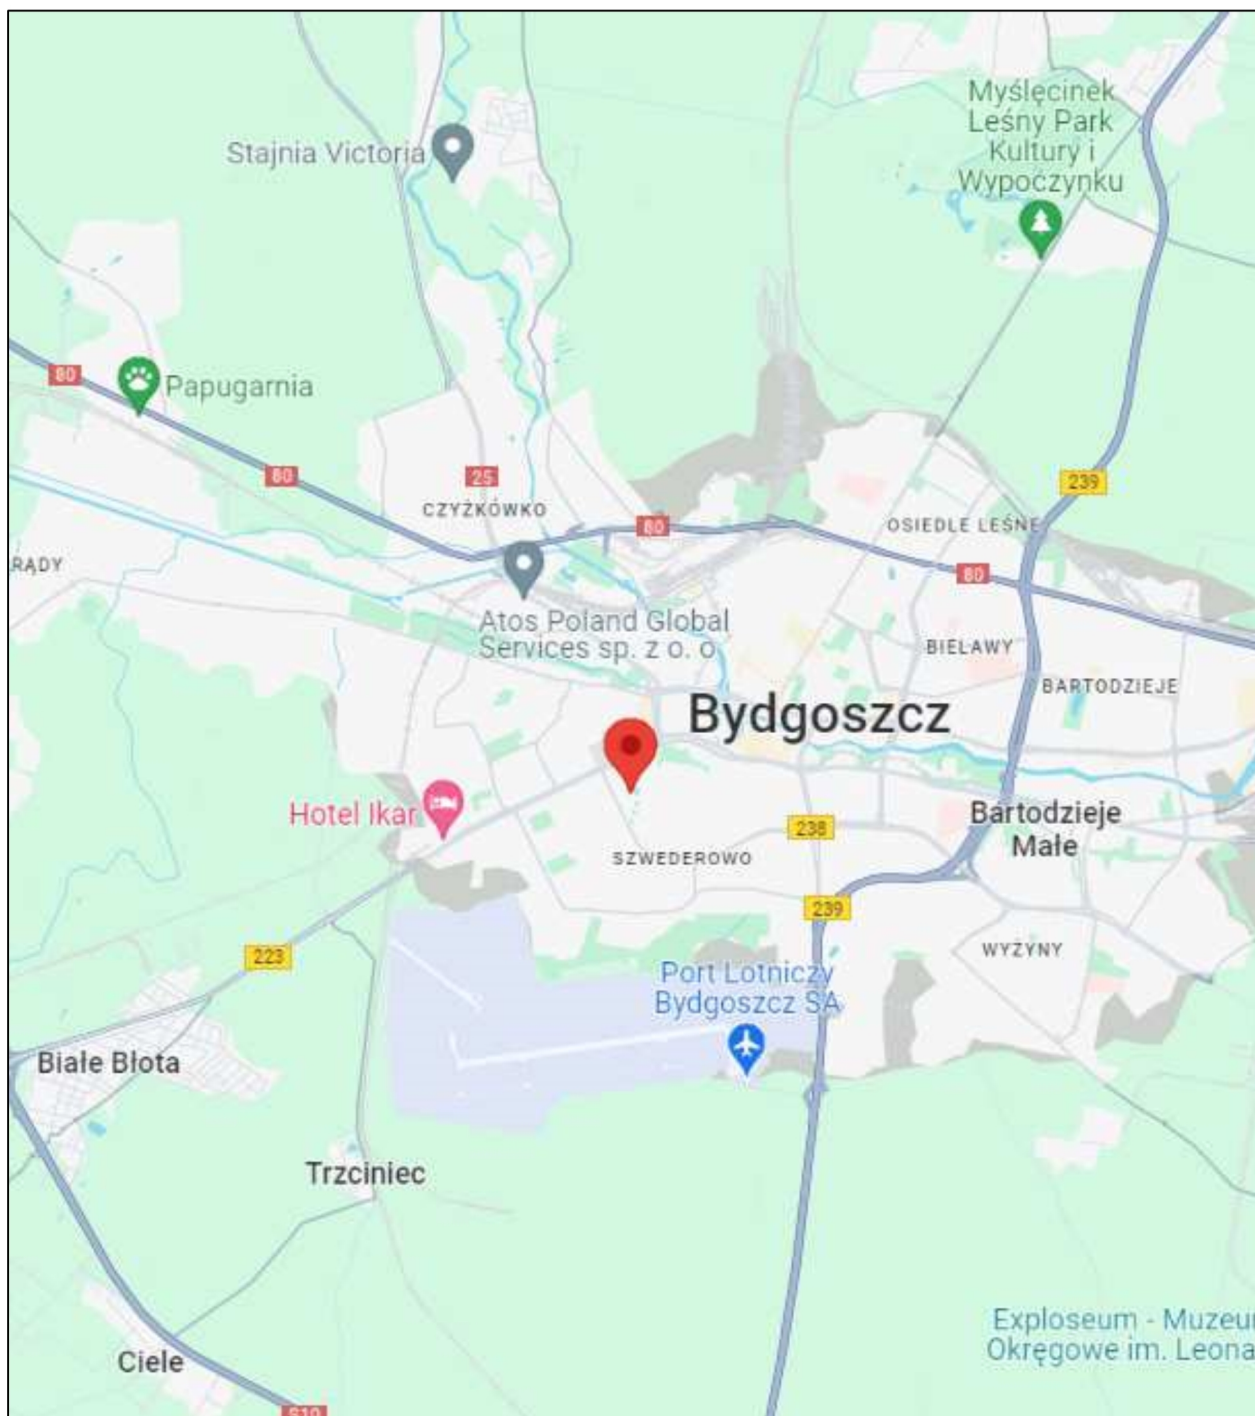 Myślęcinek
Leśny Park
Kultury i
Wypoczynku
Stajnia Victoria
80
Papugarnia
80
25
239
CZYŻKÓWKO
80
OSIEDLE LEŚNE
RĄDY
80
Atos Poland Global
Services sp. z o. o
BIELAWY
BARTODZIEJE
Bydgoszcz
Hotel Ikar
238
Bartodzieje
Małe
SZWEDEROWO
239
223
WYŻYNY
Port Lotniczy
Bydgoszcz SA
Białe Błota
Trzciniec
Exploseum - Muzeu
Okręgowe im. Leona
Ciele
S10